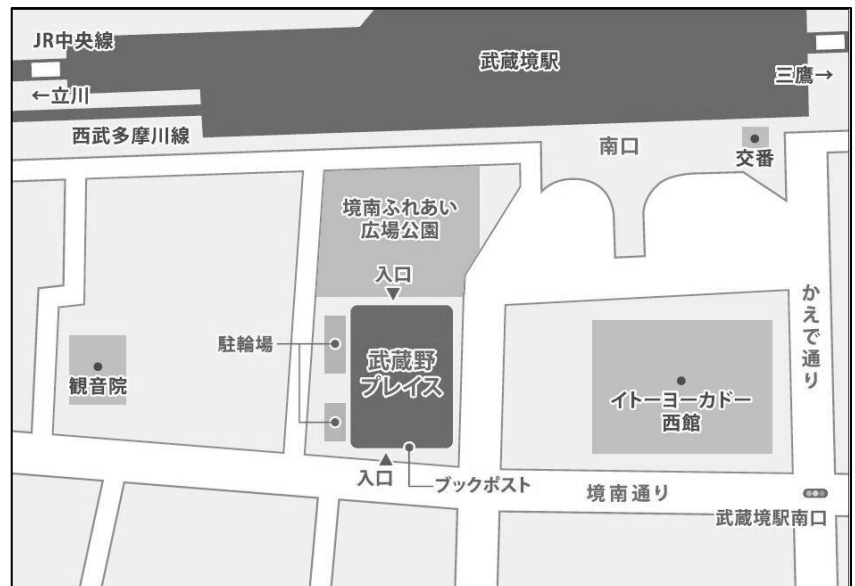 JR中央線
武蔵境駅
三鷹→
←立川
西武多摩川線
南口
交番
境南ふれあい
広場公園
入口
かえで通り
駐輪場
武蔵野
プレイス
観音院
イトーヨーカドー
西館
入口
ブックポスト
境南通り
武蔵境駅南口